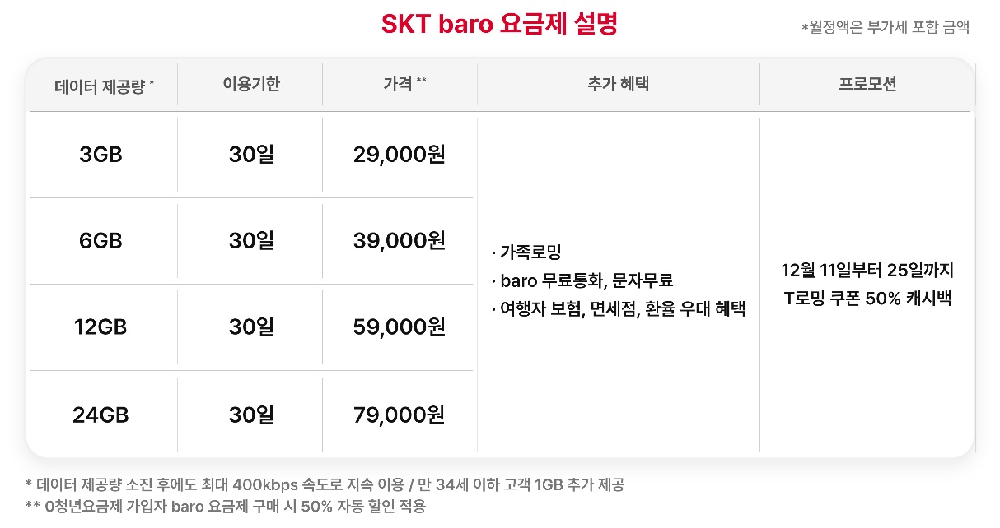 SKT baro 요금제 설명
*월정액은 부가세 포함 금액
데이터 제공량 * 이용기한 가격 ** 추가 혜택 프로모션
3GB 30일 29,000원
6GB 30일 39,000원
12GB 30일 59,000원
24GB 30일 79,000원
· 가족로밍
· baro 무료통화, 문자무료
· 여행자 보험, 면세점, 환율 우대 혜택
12월 11일부터 25일까지
T로밍 쿠폰 50% 캐시백
* 데이터 제공량 소진 후에도 최대 400kbps 속도로 지속 이용 / 만 34세 이하 고객 1GB 추가 제공
** 0청년요금제 가입자 baro 요금제 구매 시 50% 자동 할인 적용